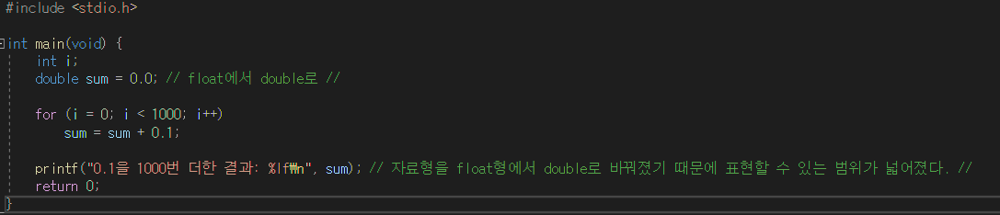 #include <stdio.h>
int main(void) {
int i;
double sum = 0.0; // float에서 double로 //
for (i = 0; i < 1000; i++)
sum = sum + 0.1;
printf("0.1을 1000번 더한 결과: %lf₩n", sum); // 자료형을 float형에서 double로 바꿔졌기 때문에 표현할 수 있는 범위가 넓어졌다. //
return 0;
}